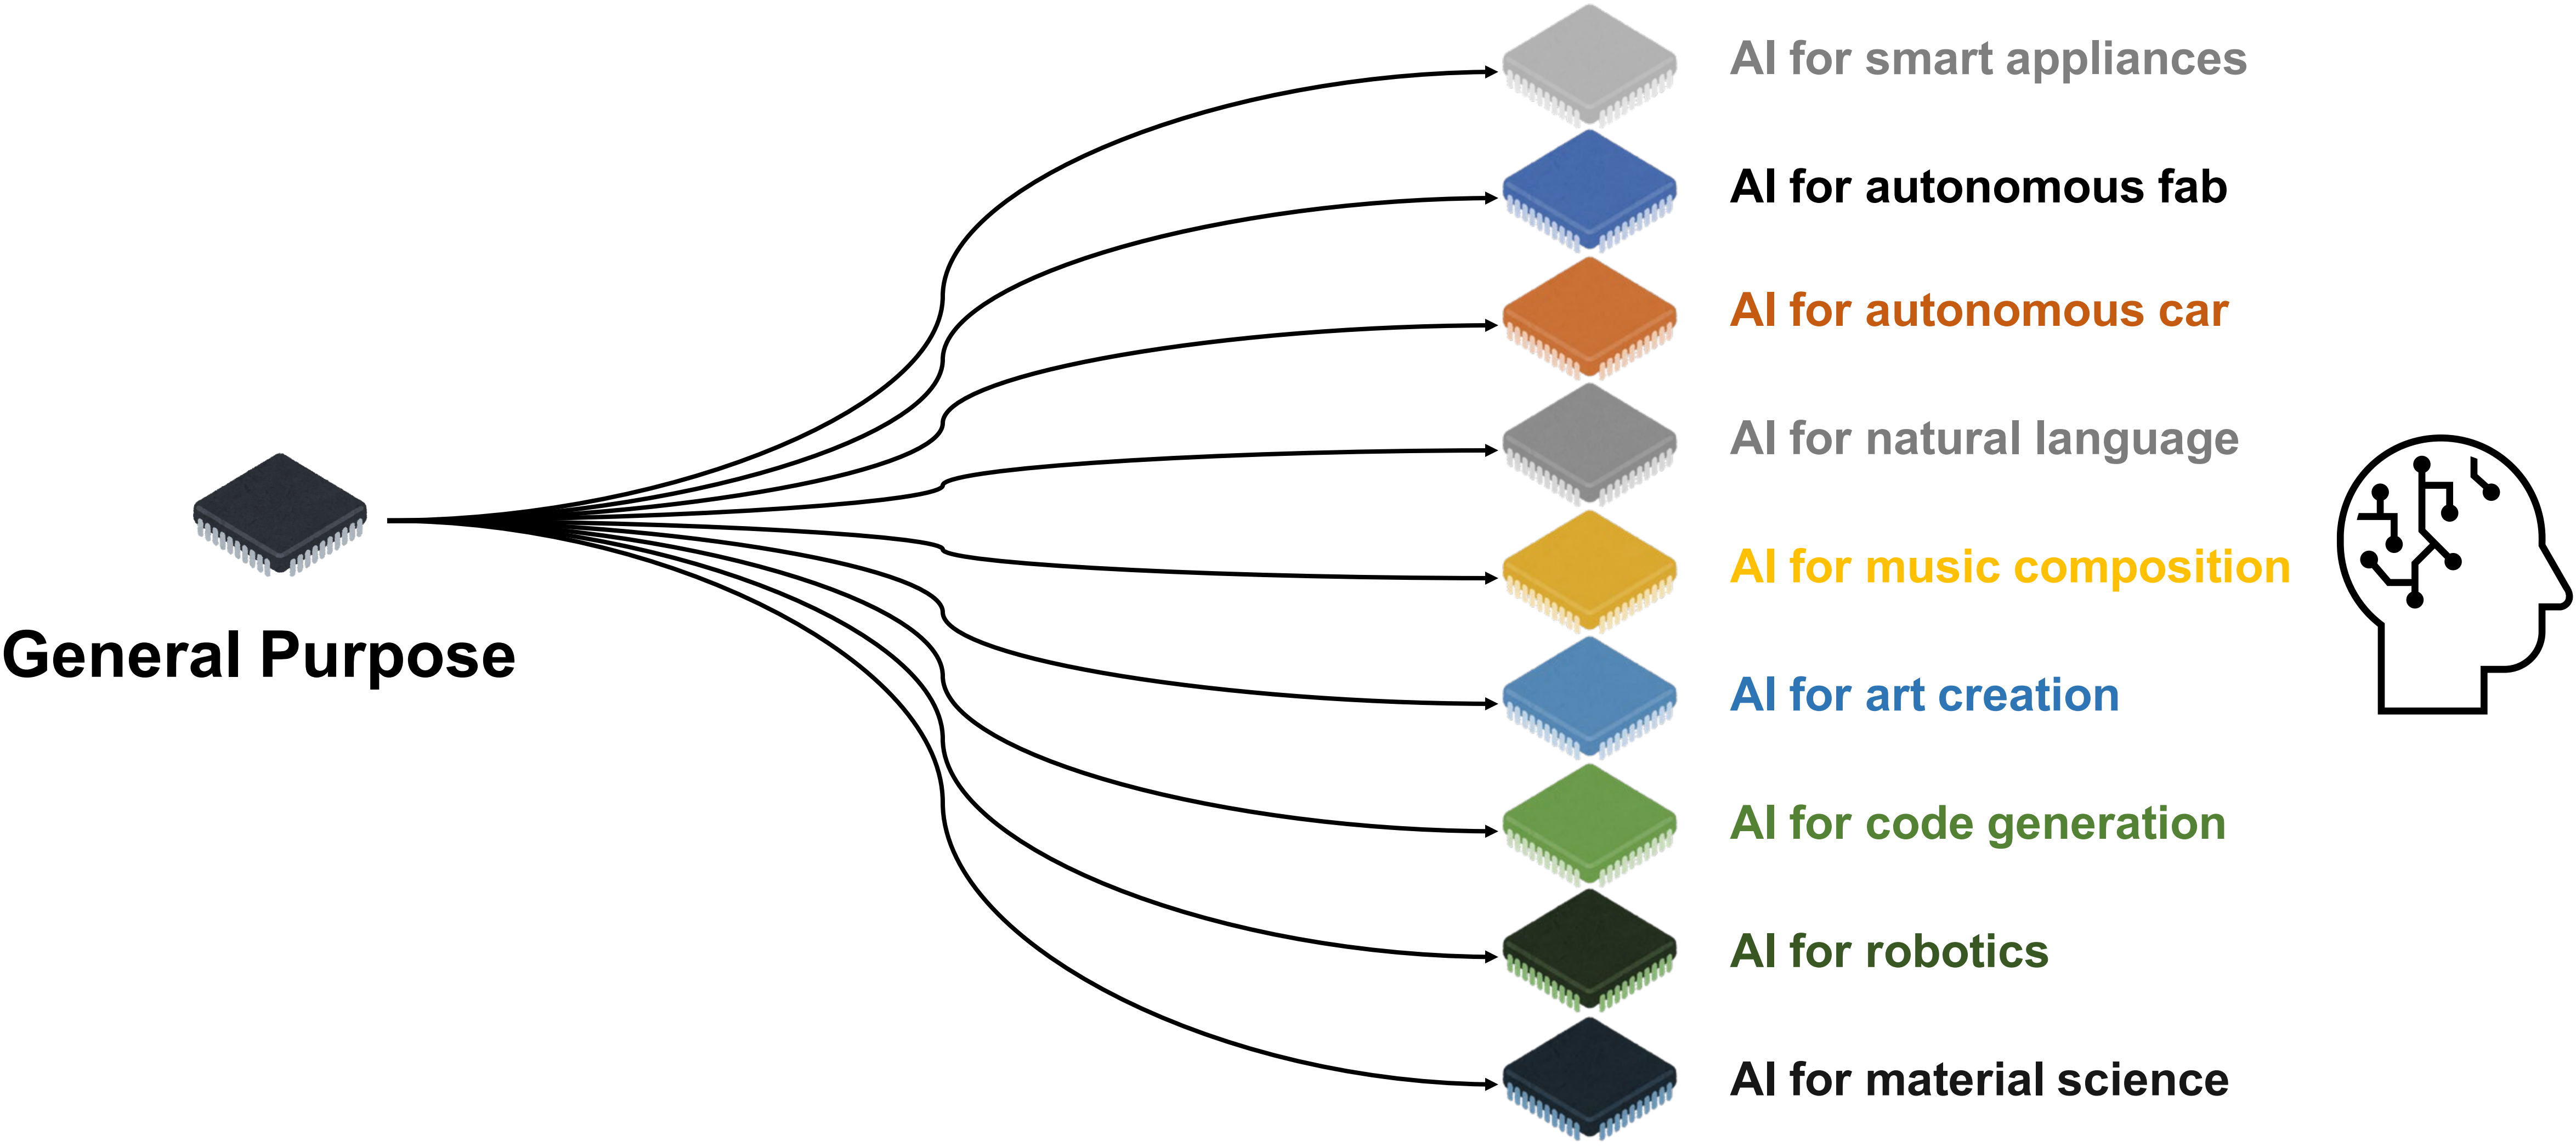 AI for smart appliances
AI for autonomous fab
AI for autonomous car
AI for natural language
AI for music composition
General Purpose
AI for art creation
AI for code generation
AI for robotics
AI for material science